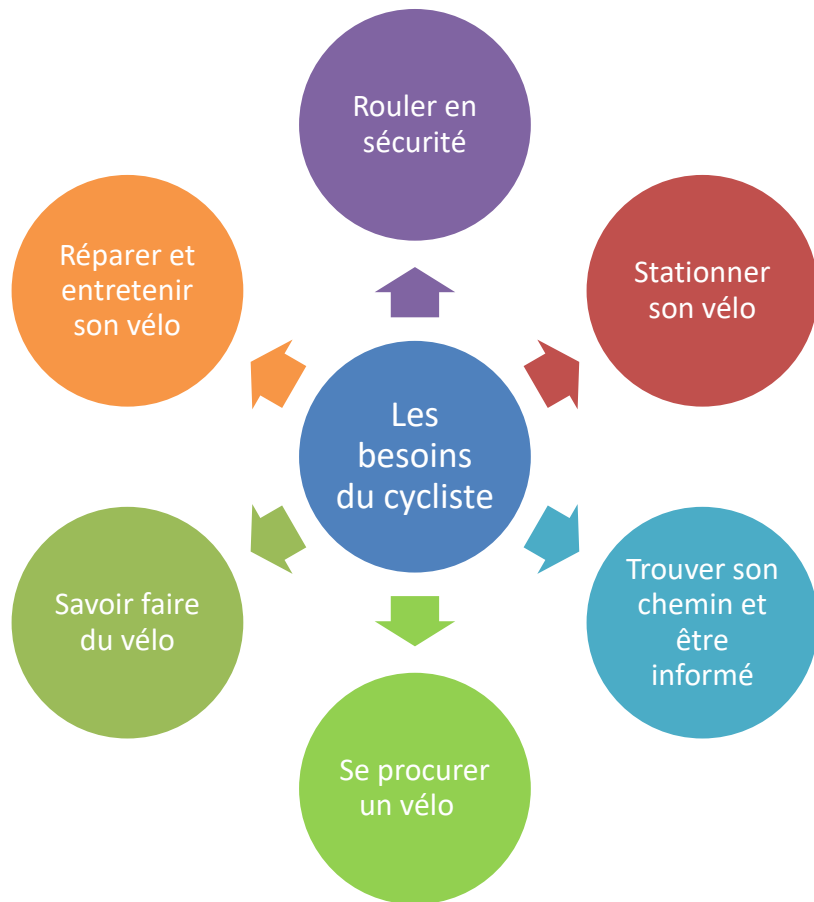 Rouler en
sécurité
Réparer et
entretenir
son vélo
Stationner
son vélo
Les
besoins
du cycliste
Savoir faire
du vélo
Trouver son
chemin et
être
informé
Se procurer
un vélo